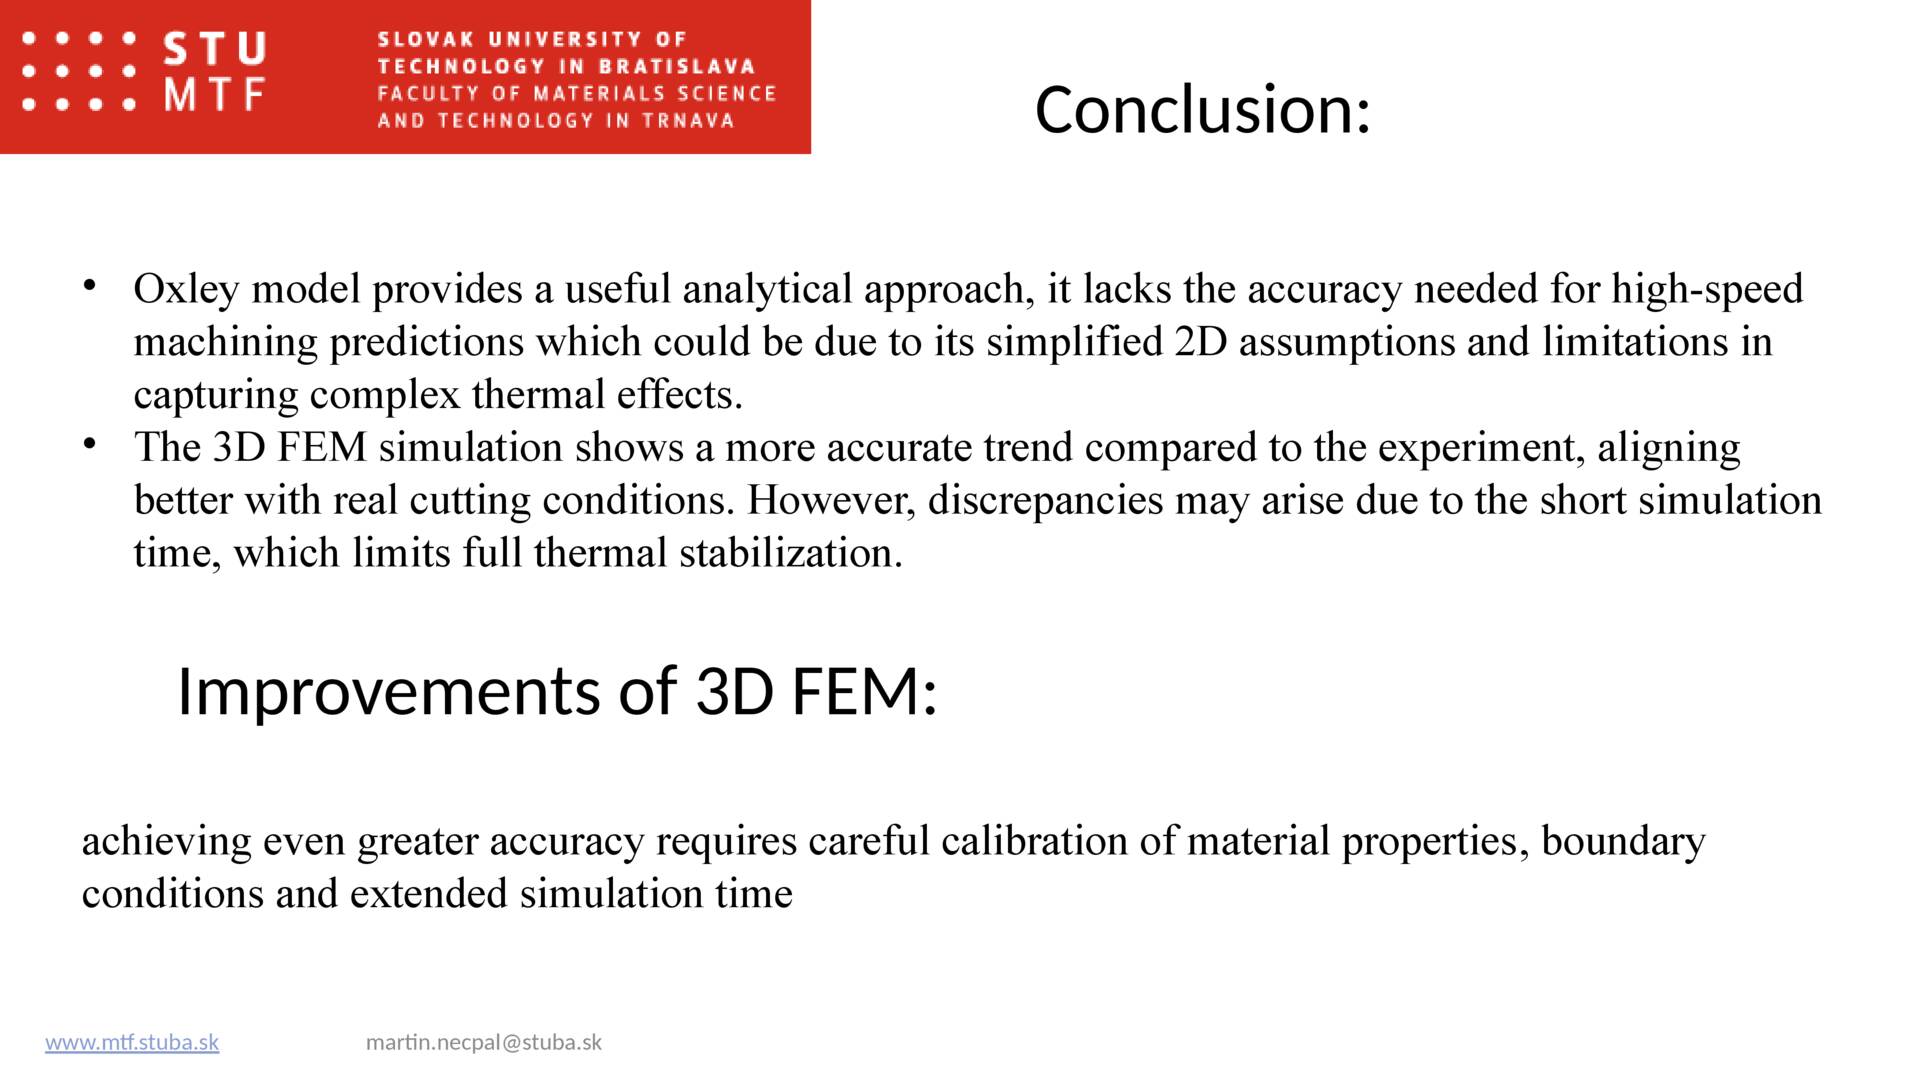 STU
MTF
SLOVAK UNIVERSITY OF
TECHNOLOGY IN BRATISLAVA
FACULTY OF MATERIALS SCIENCE
AND TECHNOLOGY IN TRNAVA
Conclusion:
• Oxley model provides a useful analytical approach, it lacks the accuracy needed for high-speed
machining predictions which could be due to its simplified 2D assumptions and limitations in
capturing complex thermal effects.
• The 3D FEM simulation shows a more accurate trend compared to the experiment, aligning
better with real cutting conditions. However, discrepancies may arise due to the short simulation
time, which limits full thermal stabilization.
Improvements of 3D FEM:
achieving even greater accuracy requires careful calibration of material properties, boundary
conditions and extended simulation time
www.mtf.stuba.sk martin.necpal@stuba.sk